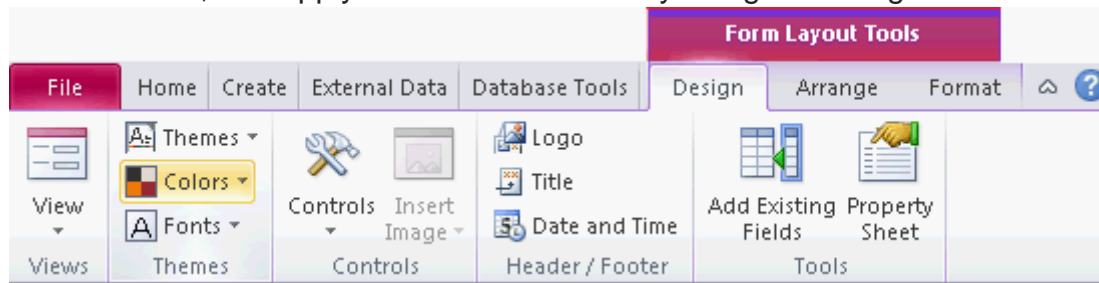 Form Layout Tools
File Home Create External Data Database Tools Design Arrange Format
Themes
Colors
Fonts
View
Controls
Insert
Image
Logo
Title
Date and Time
Add Existing
Fields
Property
Sheet
Views Themes Controls Header / Footer Tools